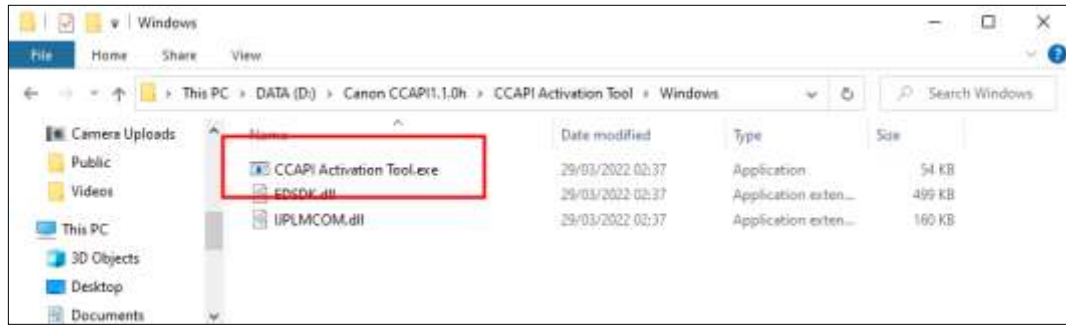 Windows
File Home Share View
This PC > DATA (D:) > Canon CCAPI1.1.0h > CCAPI Activation Tool > Windows
Search Windows
Camera Uploads
Public
Videos
This PC
3D Objects
Desktop
Documents
Name Date modified Type Size
CCAPI Activation Tool.exe 29/03/2022 02:37 Application 54 KB
EDSDK.dll 29/03/2022 02:37 Application exten... 499 KB
IJPLMCOM.dll 29/03/2022 02:37 Application exten... 160 KB